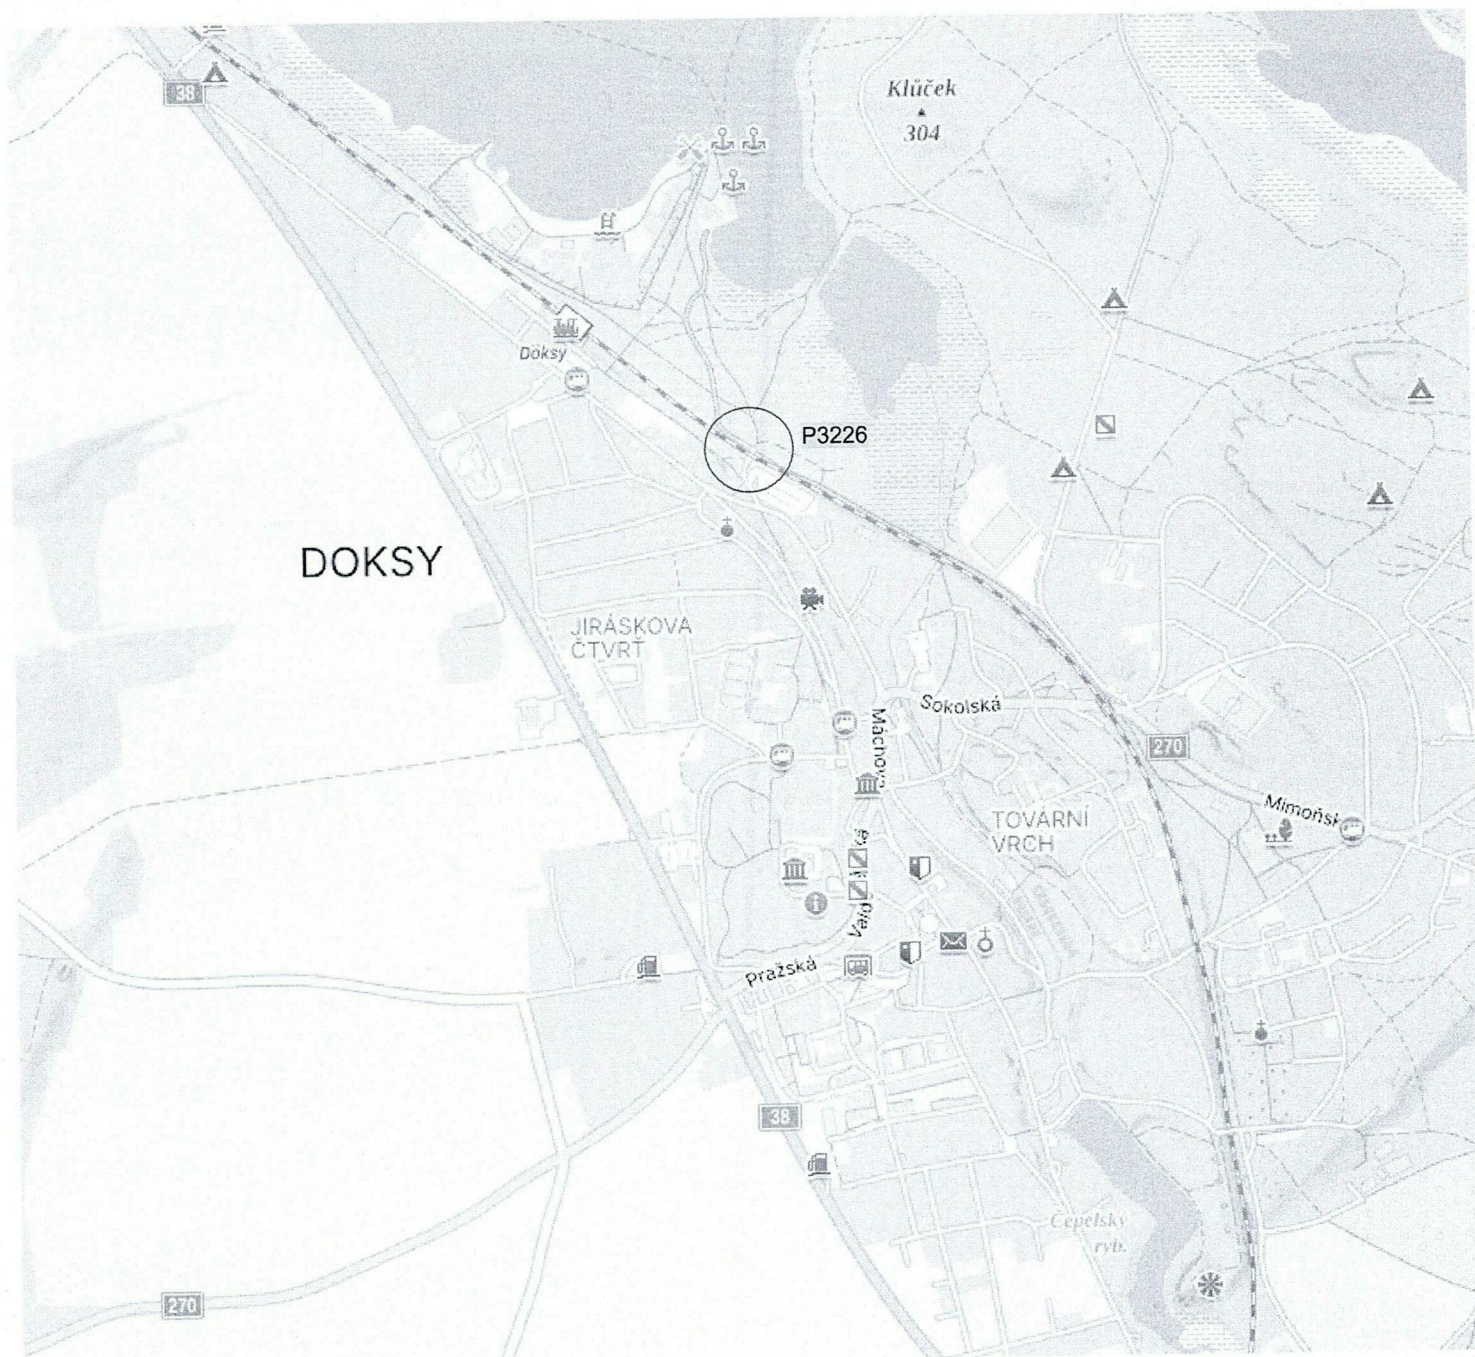 38
Klůček
304
Doksy
P3226
DOKSY
JIRÁSKOVA
ČTVRŤ
Sokolská
Máchova
270
Mimoňsk
TOVÁRNÍ
VRCH
Pražská
38
Čepelský
ryb.
270